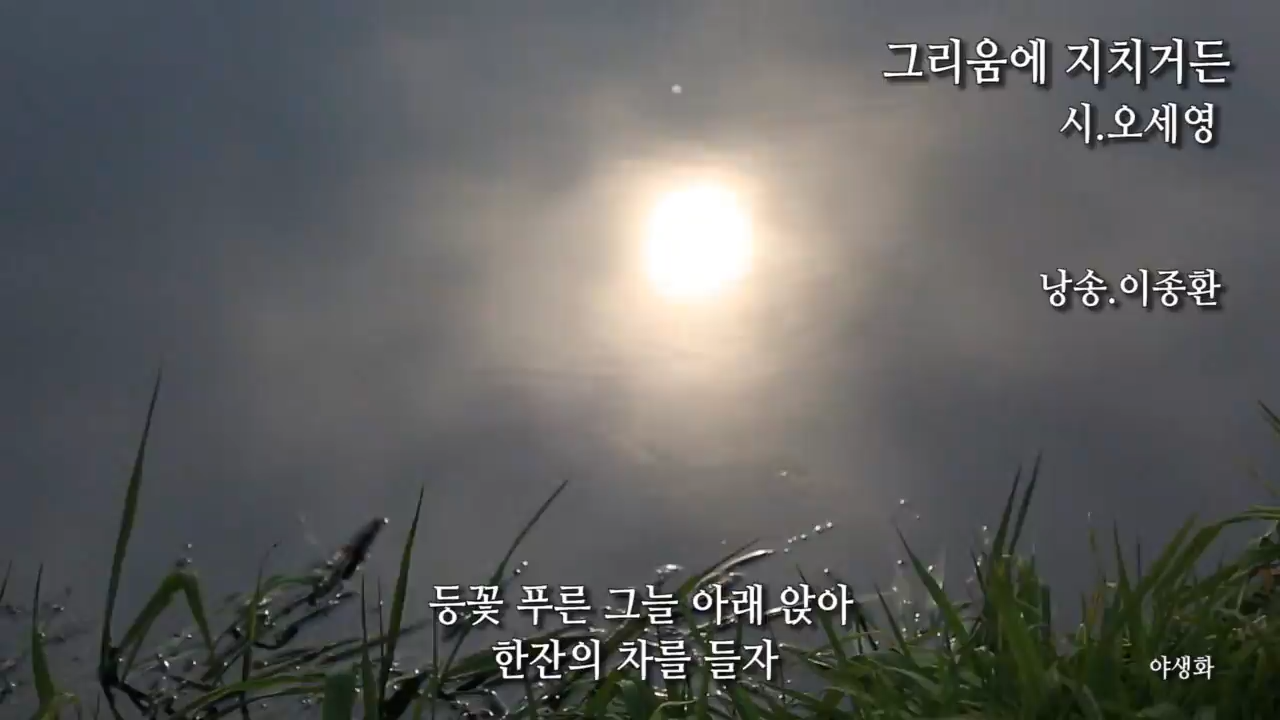 그리움에 지치거든
시.오세영
낭송.이종환
등꽃 푸른 그늘 아래 앉아
한잔의 차를 들자
야생화